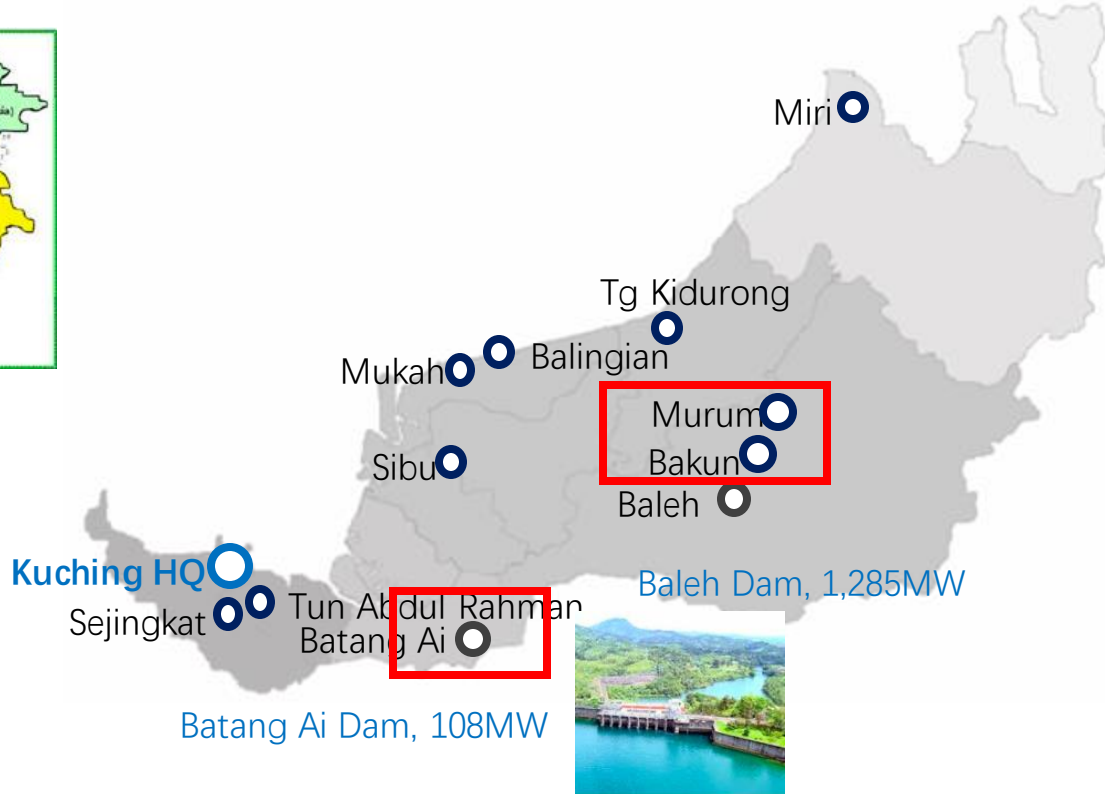 Miri
Tg Kidurong
Balingian
Mukah
Murum
Sibu
Bakun
Baleh
Kuching HQ
Baleh Dam, 1,285MW
Tun Abdul Rahman
Sejingkat
Batang Ai
Batang Ai Dam, 108MW